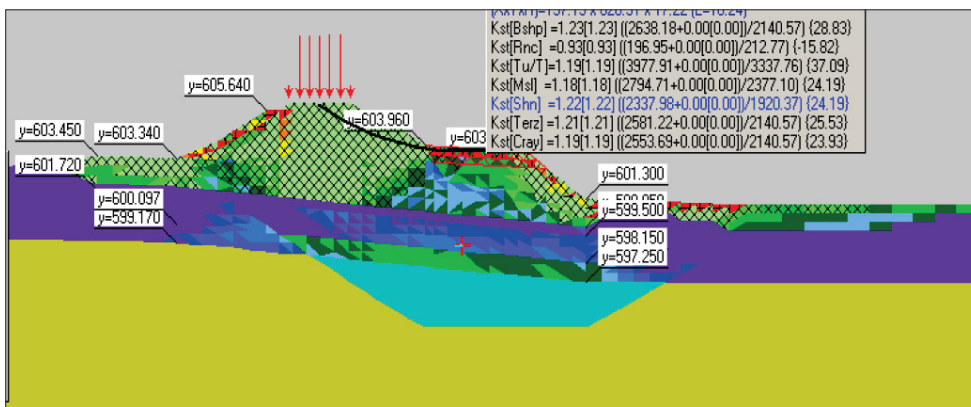 Kst[Bshp] =1.23[1.23] ((2638.18+0.00[0.00])/2140.57) {28.83}
Kst[Rnc] =0.93[0.93] ((196.95+0.00[0.00])/212.77) {-15.82}
Kst[Tu/T]=1.19[1.19] ((3977.91+0.00[0.00])/3337.76) {37.09}
Kst[Msl] =1.18[1.18] ((2794.71+0.00[0.00])/2377.10) {24.19}
Kst[Shn] =1.22[1.22] ((2337.98+0.00[0.00])/1920.37) {24.19}
Kst[Terz] =1.21[1.21] ((2581.22+0.00[0.00])/2140.57) {25.53}
Kst[Cray] =1.19[1.19] ((2553.69+0.00[0.00])/2140.57) {23.93}
y=605.640
y=603.960
y=603
y=603.450
y=603.340
y=601.720
y=601.300
y=600.097
y=599.170
y=599.500
y=598.150
y=597.250